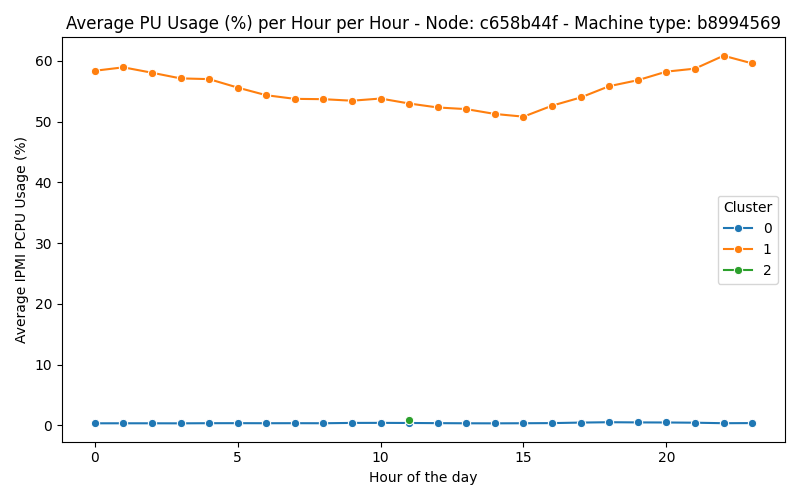 Average PU Usage (%) per Hour per Hour - Node: c658b44f - Machine type: b8994569
Average IPMI PCPU Usage (%)
60
50
40
30
20
10
0
Cluster
0
1
2
0 5 10 15 20
Hour of the day